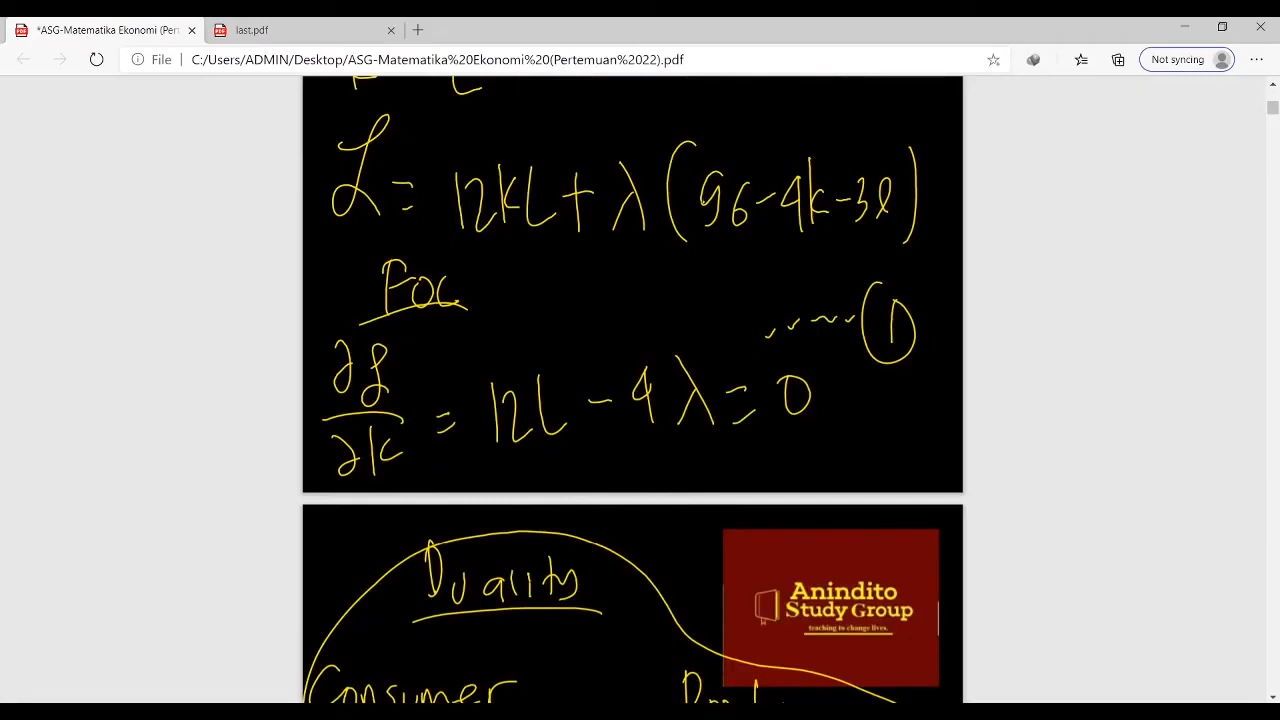 *ASG-Matematika Ekonomi (Pert
last.pdf
File
C:/Users/ADMIN/Desktop/ASG-Matematika%20Ekonomi%20(Pertemuan%2022).pdf
Not syncing
L
ℒ = 12KL + λ(96 - 4K - 3l)
FOC
..... ①
∂ℒ/∂K = 12L - 4λ = 0
Duality
Anindito
Study Group
teaching to change lives.
Consumer